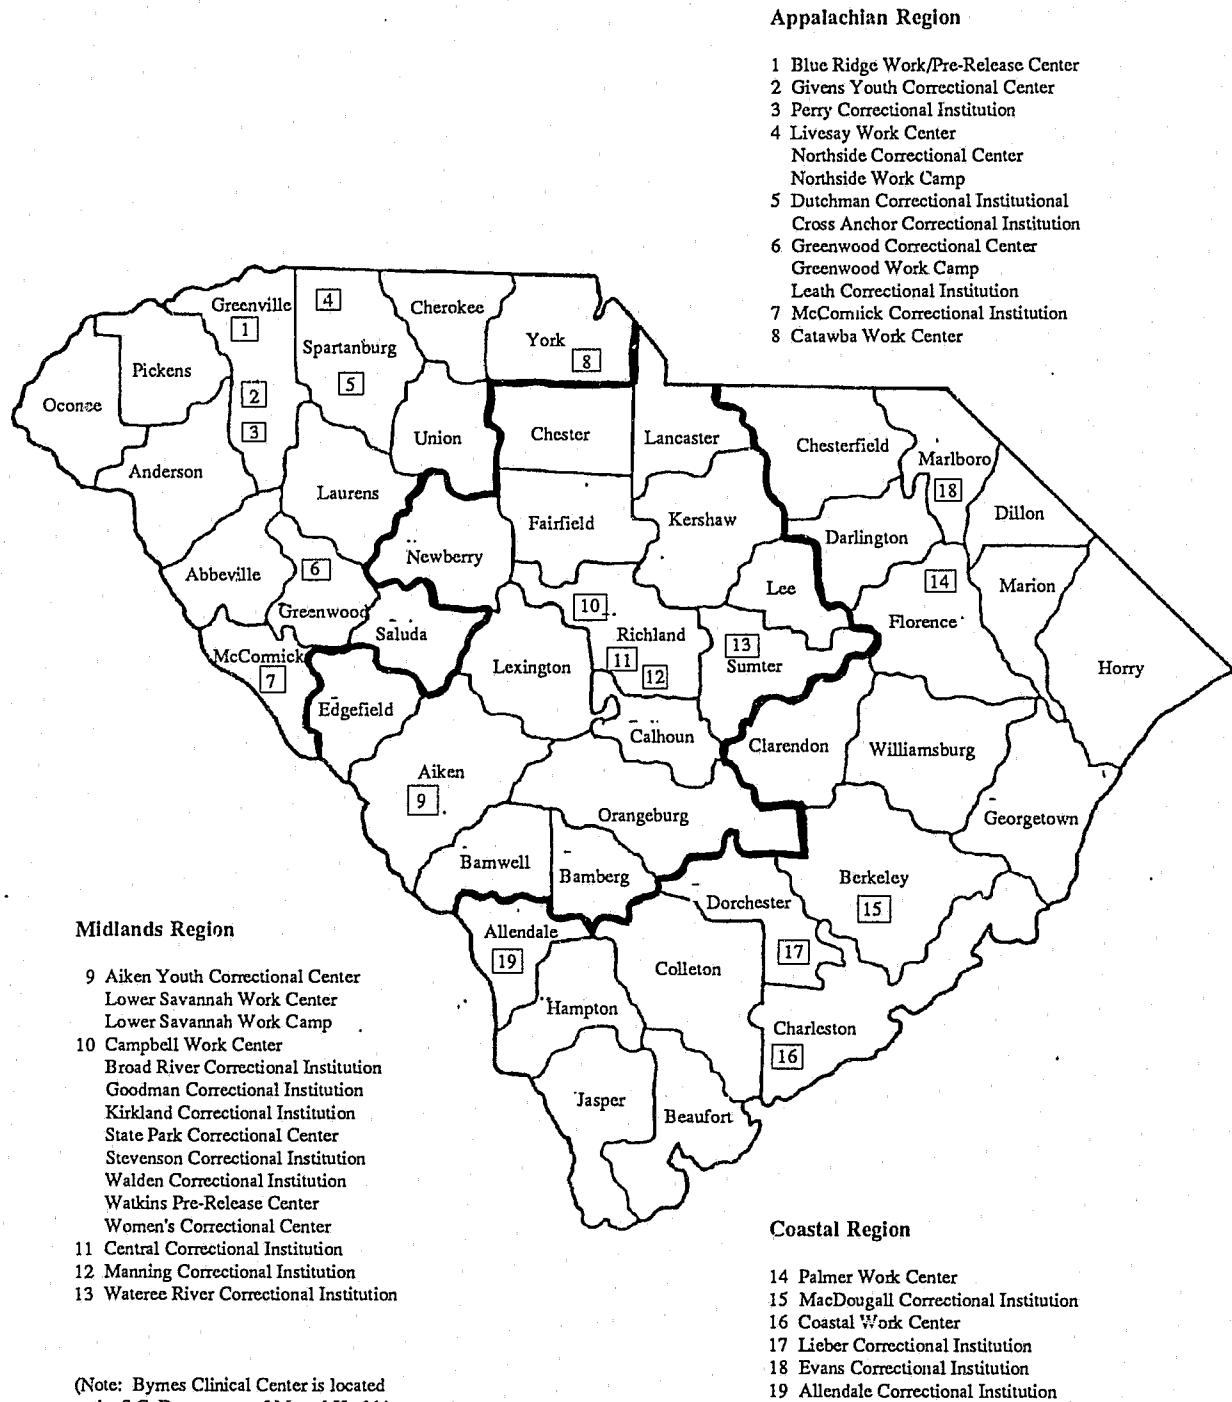 Appalachian Region
1 Blue Ridge Work/Pre-Release Center
2 Givens Youth Correctional Center
3 Perry Correctional Institution
4 Livesay Work Center
Northside Correctional Center
Northside Work Camp
5 Dutchman Correctional Institutional
Cross Anchor Correctional Institution
6 Greenwood Correctional Center
Greenwood Work Camp
Leath Correctional Institution
7 McCormick Correctional Institution
8 Catawba Work Center
Greenville
1
4
Cherokee
York
8
Spartanburg
5
Pickens
2
3
Oconee
Union
Chester
Lancaster
Chesterfield
Marlboro
18
Anderson
Laurens
Fairfield
Kershaw
Dillon
Darlington
Newberry
Abbeville
6
Lee
14
Marion
Greenwood
10
Saluda
Richland
11
12
13
Sumter
Florence
McCormick
7
Lexington
Horry
Edgefield
Calhoun
Clarendon
Williamsburg
Aiken
9
Orangeburg
Georgetown
Barnwell
Bamberg
Berkeley
15
Dorchester
17
Allendale
19
Colleton
Hampton
Charleston
16
Jasper
Beaufort
Midlands Region
9 Aiken Youth Correctional Center
Lower Savannah Work Center
Lower Savannah Work Camp
10 Campbell Work Center
Broad River Correctional Institution
Goodman Correctional Institution
Kirkland Correctional Institution
State Park Correctional Center
Stevenson Correctional Institution
Walden Correctional Institution
Watkins Pre-Release Center
Women's Correctional Center
11 Central Correctional Institution
12 Manning Correctional Institution
13 Wateree River Correctional Institution
(Note: Byrnes Clinical Center is located
Coastal Region
14 Palmer Work Center
15 MacDougall Correctional Institution
16 Coastal Work Center
17 Lieber Correctional Institution
18 Evans Correctional Institution
19 Allendale Correctional Institution